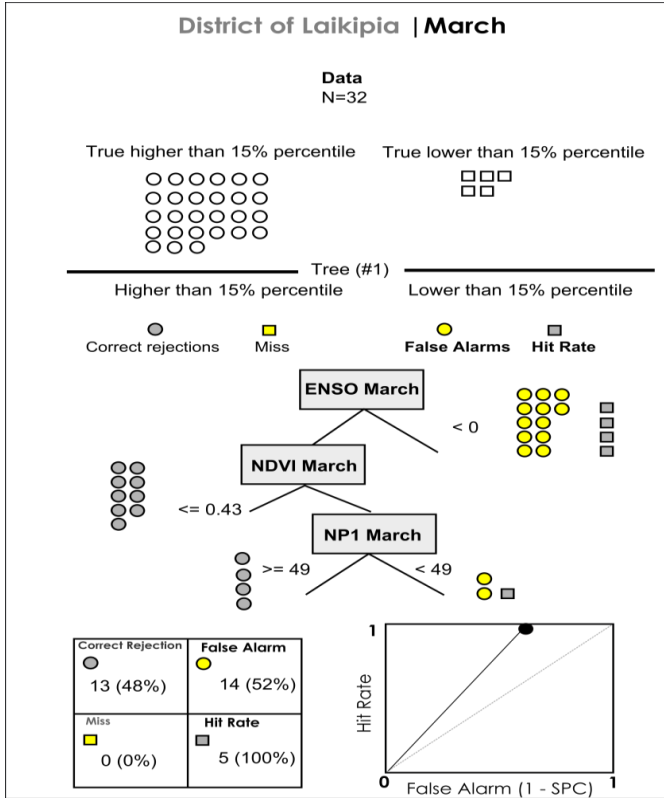 District of Laikipia | March
Data
N=32
True higher than 15% percentile
True lower than 15% percentile
Tree (#1)
Higher than 15% percentile
Lower than 15% percentile
Correct rejections
Miss
False Alarms
Hit Rate
ENSO March
< 0
NDVI March
<= 0.43
NP1 March
>= 49
< 49
Correct Rejection
False Alarm
13 (48%)
14 (52%)
Miss
Hit Rate
0 (0%)
5 (100%)
1
Hit Rate
0
False Alarm (1 - SPC)
1